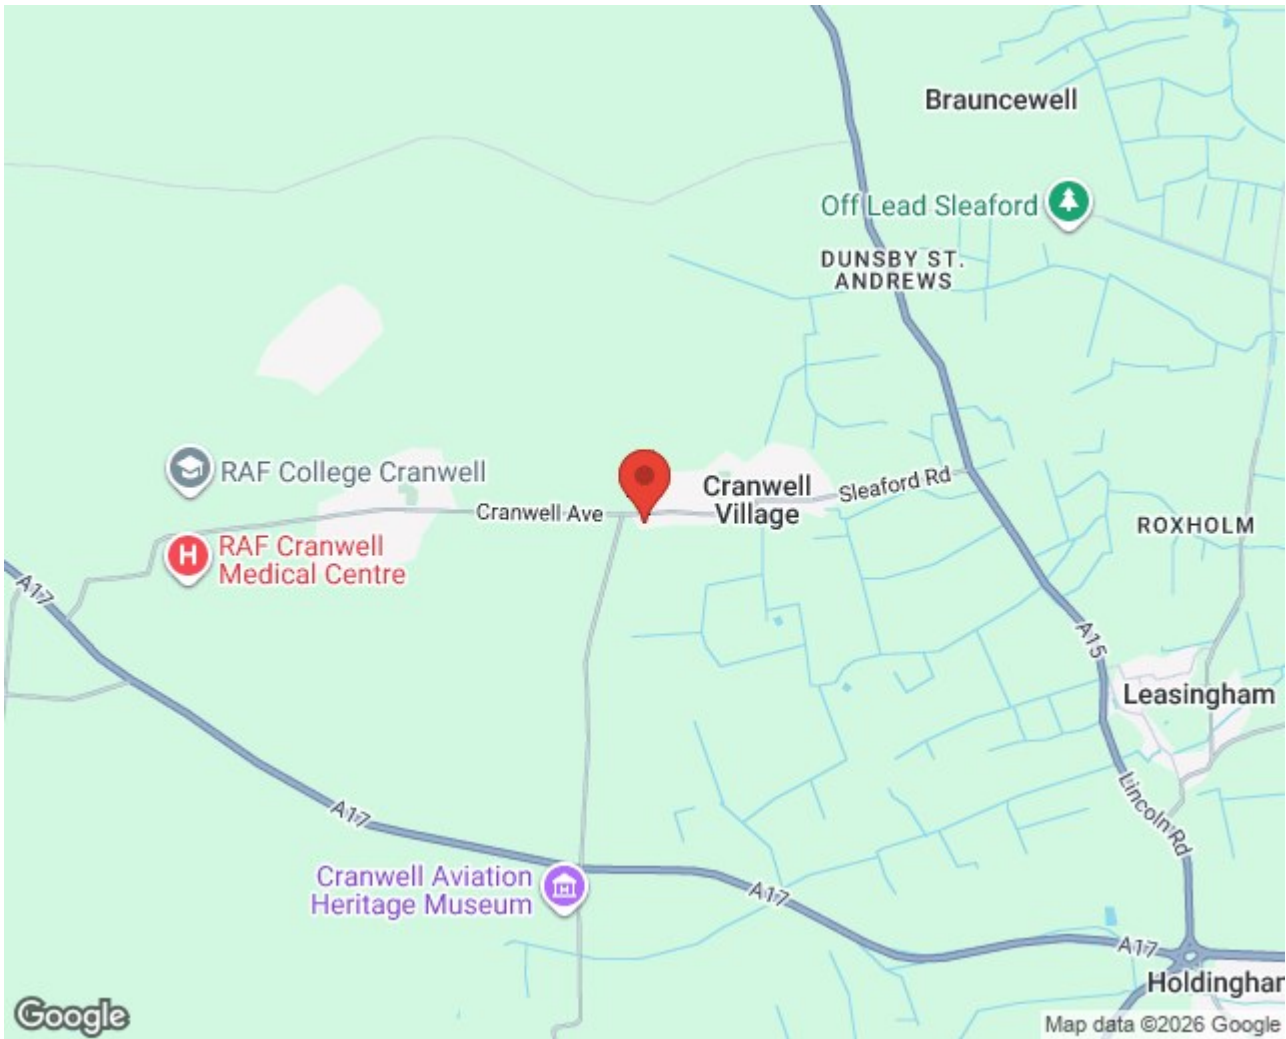 Brauncewell
Off Lead Sleaford
DUNSBY ST.
ANDREWS
RAF College Cranwell
Cranwell Ave
Cranwell
Village
Sleaford Rd
ROXHOLM
RAF Cranwell
Medical Centre
H
A17
A15
Leasingham
A17
Lincoln Rd
Cranwell Aviation
Heritage Museum
A17
A17
Holdinghar
Google
Map data ©2026 Google